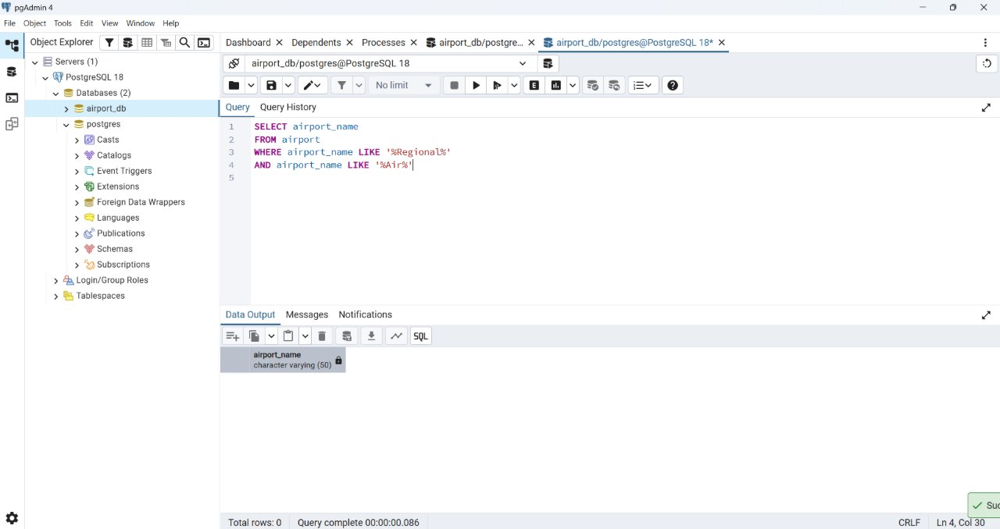 pgAdmin 4
File Object Tools Edit View Window Help
Object Explorer
Dashboard Dependents Processes airport_db/postgre... airport_db/postgres@PostgreSQL 18*
Servers (1)
PostgreSQL 18
Databases (2)
airport_db
postgres
Casts
Catalogs
Event Triggers
Extensions
Foreign Data Wrappers
Languages
Publications
Schemas
Subscriptions
Login/Group Roles
Tablespaces
airport_db/postgres@PostgreSQL 18
No limit
E
Query Query History
1 SELECT airport_name
2 FROM airport
3 WHERE airport_name LIKE '%Regional%'
4 AND airport_name LIKE '%Air%'
5
Data Output Messages Notifications
SQL
airport_name
character varying (50)
Suc
Total rows: 0 Query complete 00:00:00.086 CRLF Ln 4, Col 30